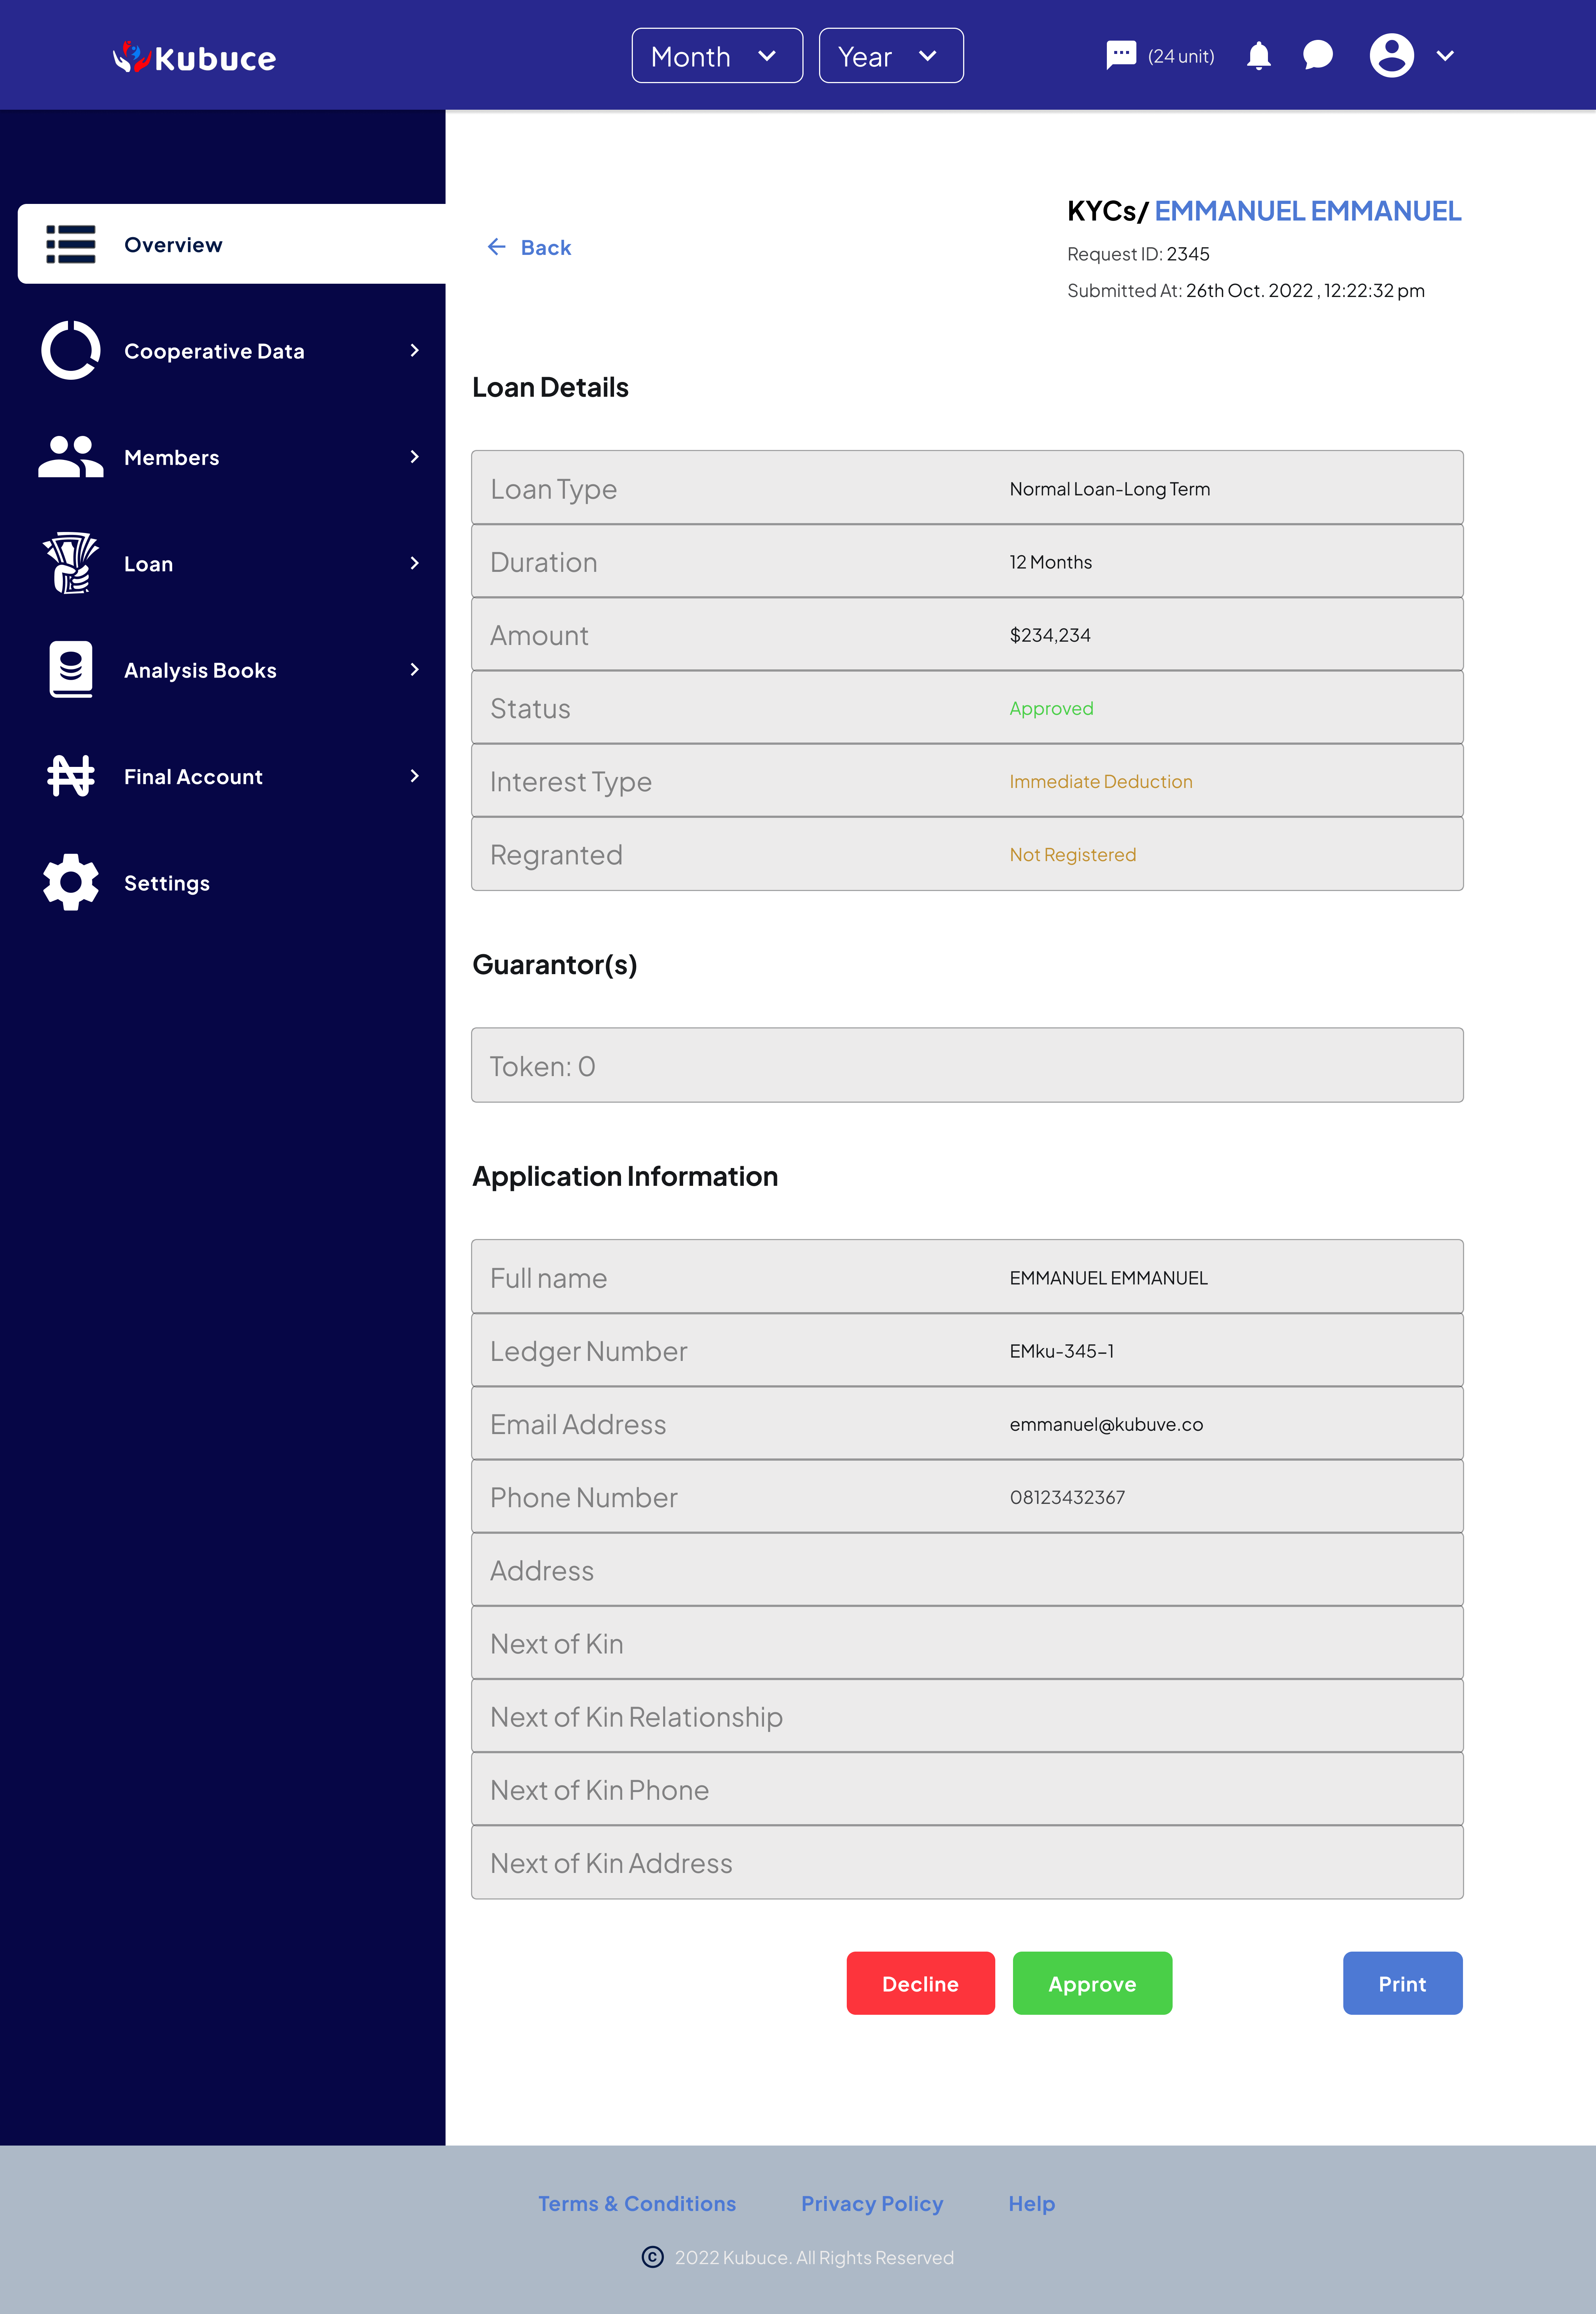 Kubuce
Month
Year
(24 unit)
Overview
Cooperative Data
Members
Loan
Analysis Books
Final Account
Settings
Back
KYCs/ EMMANUEL EMMANUEL
Request ID: 2345
Submitted At: 26th Oct. 2022 , 12:22:32 pm
Loan Details
Loan Type Normal Loan-Long Term
Duration 12 Months
Amount $234,234
Status Approved
Interest Type Immediate Deduction
Regranted Not Registered
Guarantor(s)
Token: 0
Application Information
Full name EMMANUEL EMMANUEL
Ledger Number EMku-345–1
Email Address emmanuel@kubuve.co
Phone Number 08123432367
Address
Next of Kin
Next of Kin Relationship
Next of Kin Phone
Next of Kin Address
Decline Approve Print
Terms & Conditions Privacy Policy Help
© 2022 Kubuce. All Rights Reserved